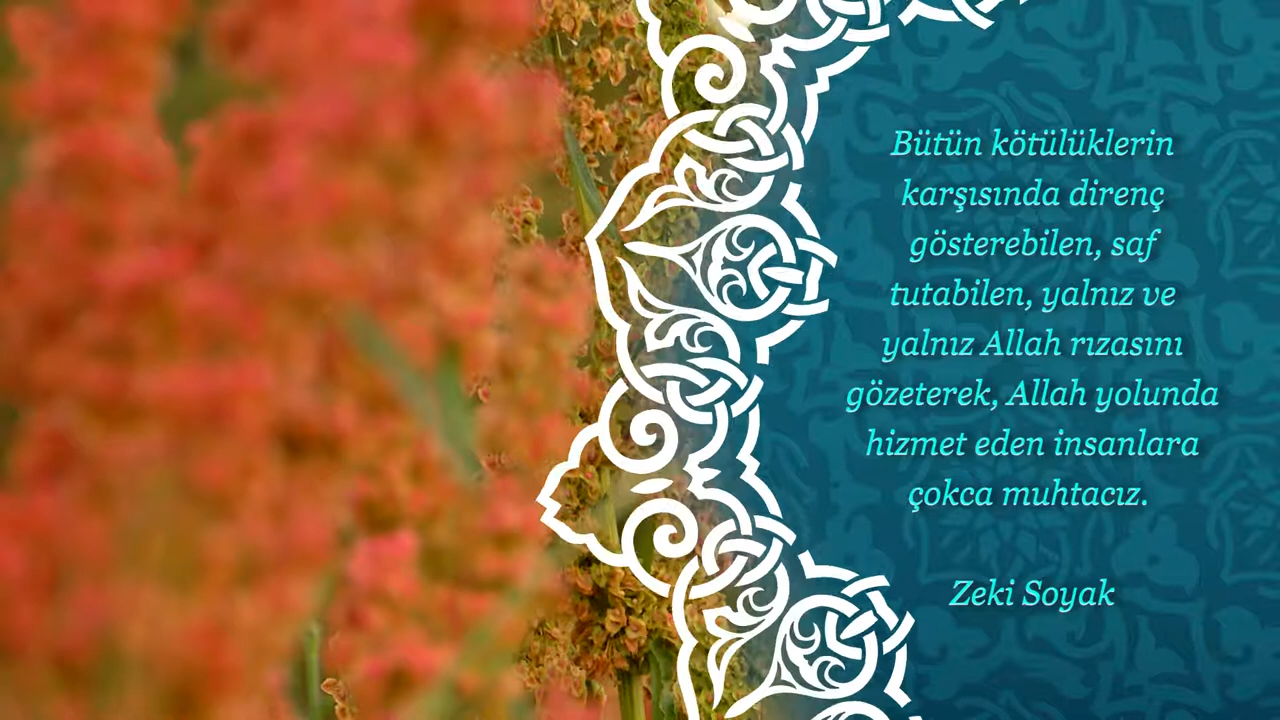 Bütün kötülüklerin
karşısında direnç
gösterebilen, saf
tutabilen, yalnız ve
yalnız Allah rızasını
gözeterek, Allah yolunda
hizmet eden insanlara
çokca muhtacız.
Zeki Soyak